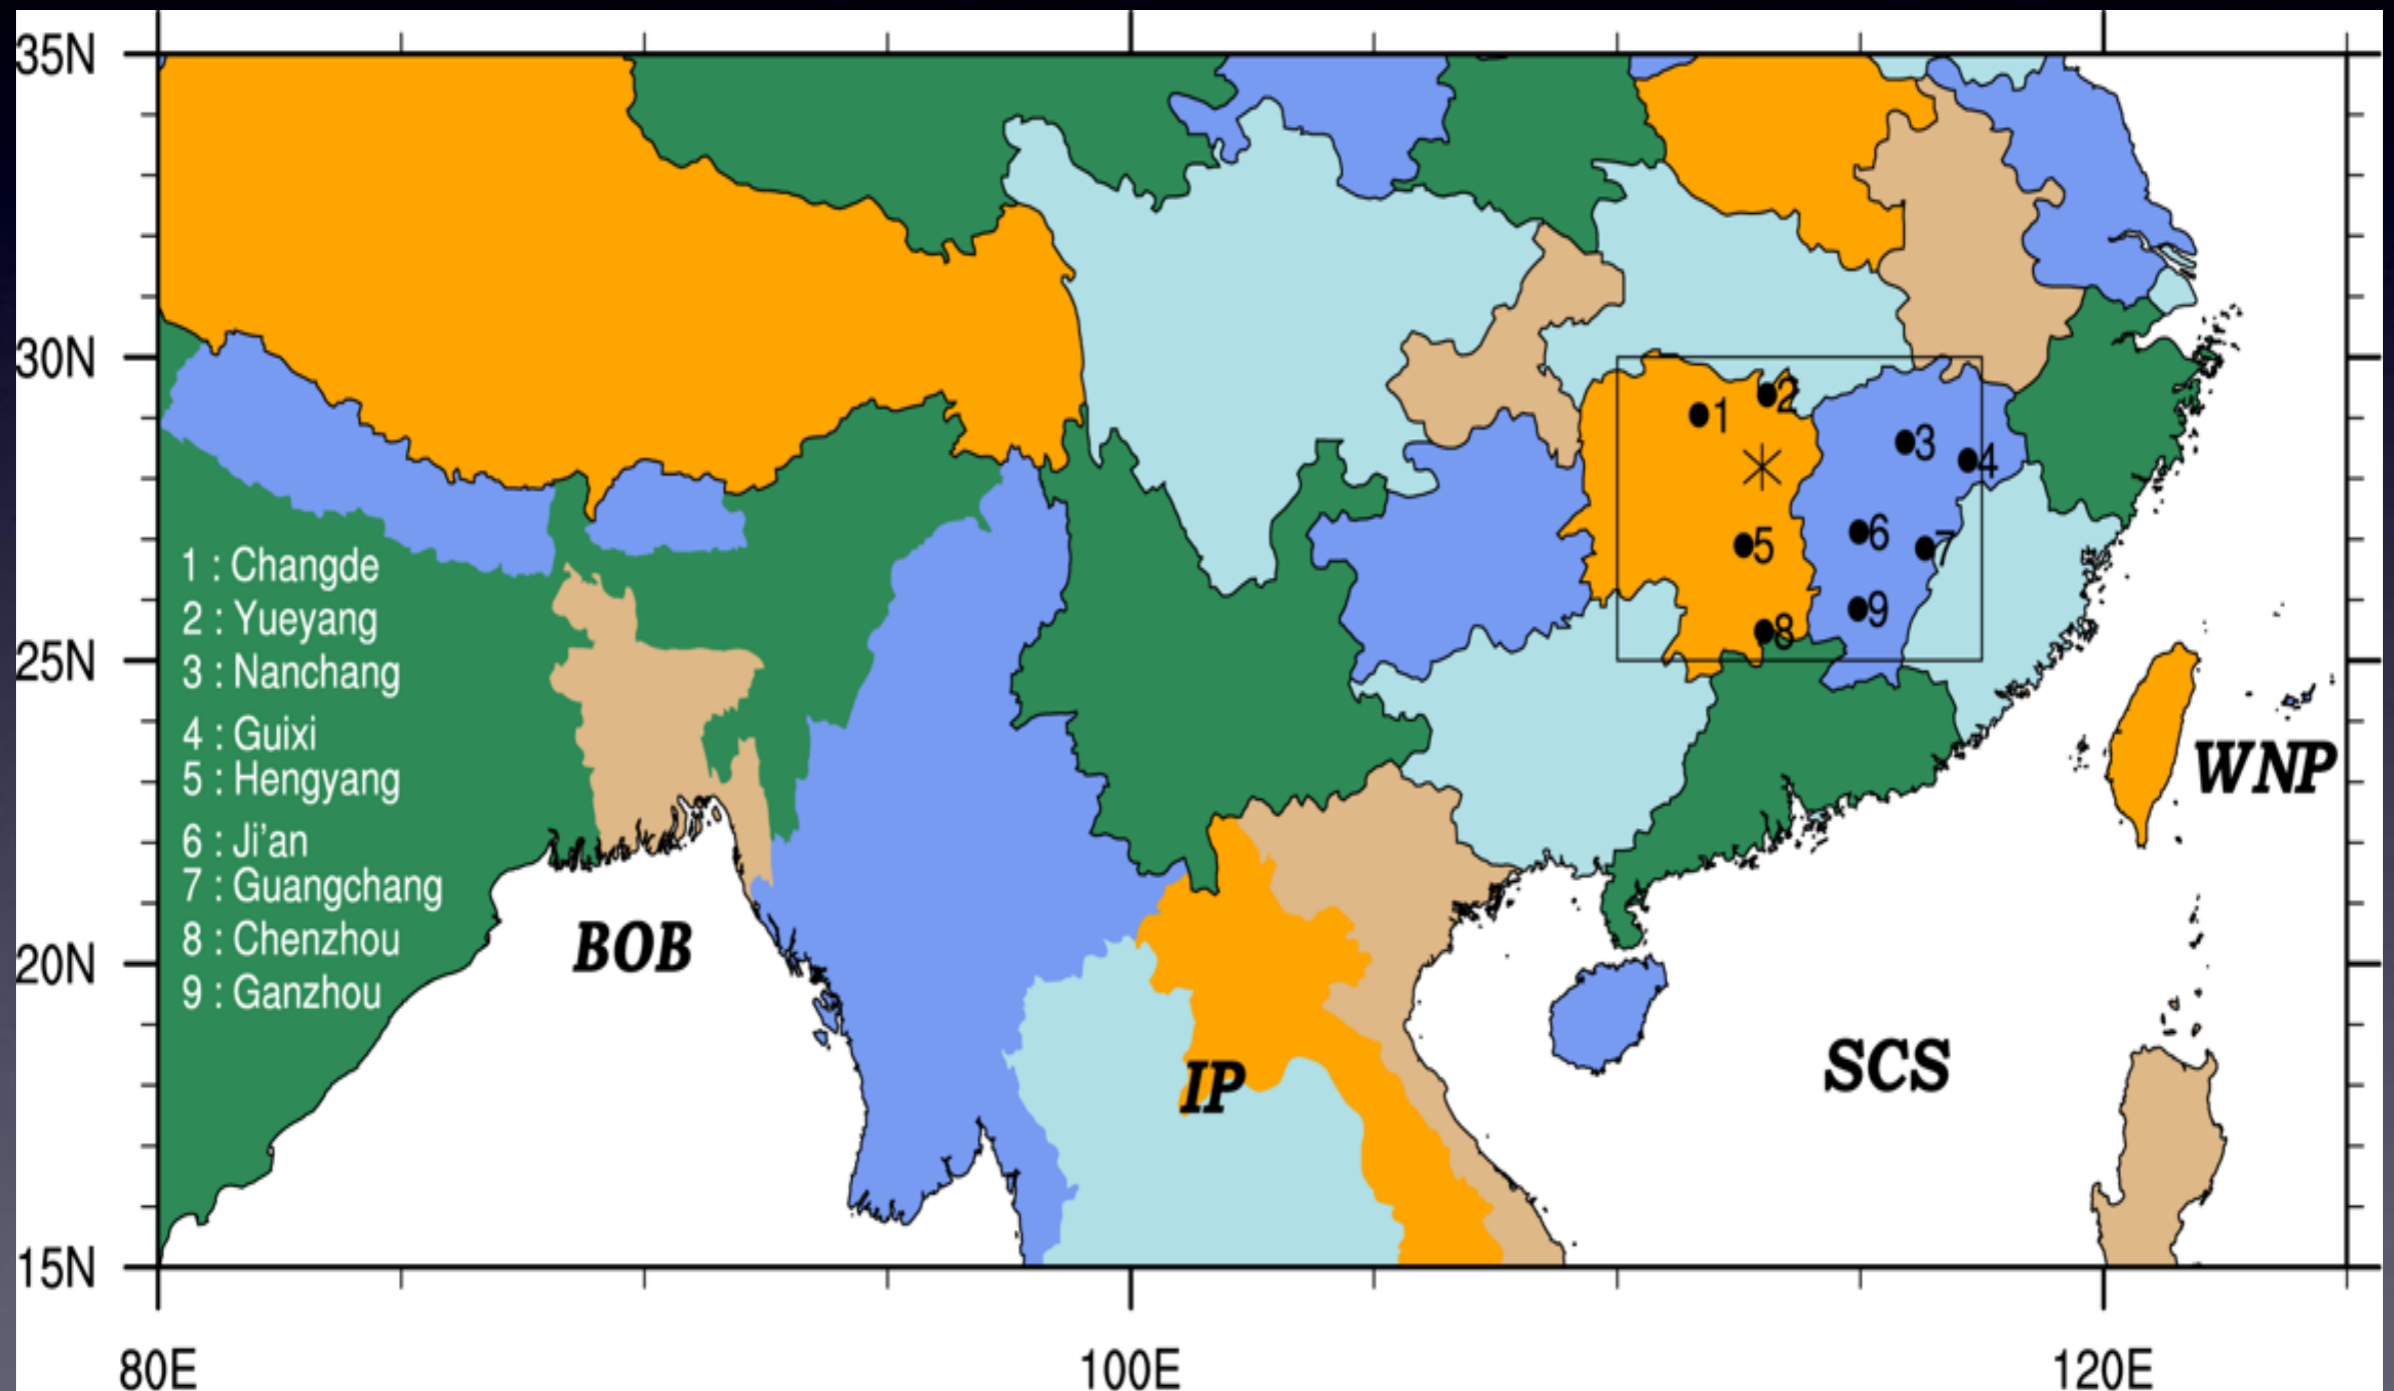 35N
30N
25N
20N
15N
80E
100E
120E
1
2
3
4
5
6
7
8
9
1 : Changde
2 : Yueyang
3 : Nanchang
4 : Guixi
5 : Hengyang
6 : Ji'an
7 : Guangchang
8 : Chenzhou
9 : Ganzhou
BOB
IP
SCS
WNP